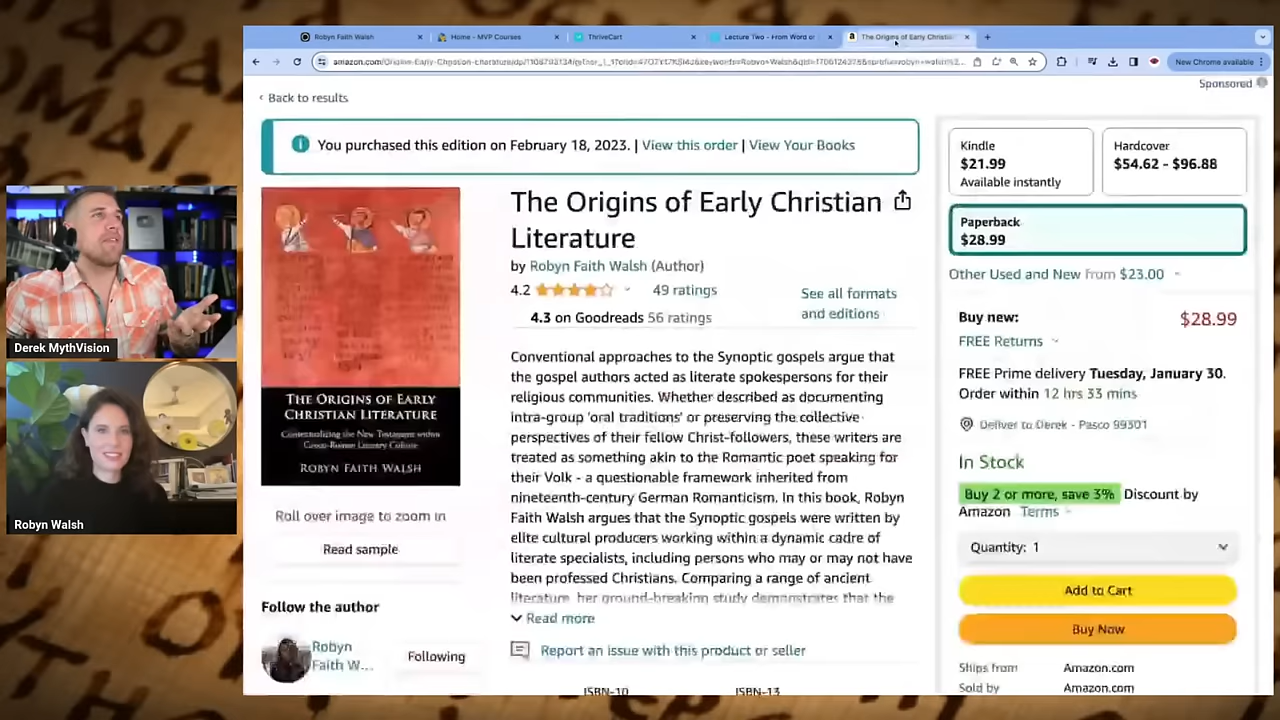 Robyn Faith Walsh
Home - MVP Courses
ThriveCart
Lecture Two - From Word of
The Origins of Early Christia
New Chrome available
Sponsored
Back to results
You purchased this edition on February 18, 2023. | View this order | View Your Books
THE ORIGINS OF EARLY
CHRISTIAN LITERATURE
Contextualizing the New Testament within
Greco-Roman Literary Culture
ROBYN FAITH WALSH
Roll over image to zoom in
Read sample
Follow the author
Robyn
Faith W...
Following
The Origins of Early Christian
Literature
by Robyn Faith Walsh (Author)
4.2
49 ratings
4.3 on Goodreads 56 ratings
See all formats
and editions
Conventional approaches to the Synoptic gospels argue that
the gospel authors acted as literate spokespersons for their
religious communities. Whether described as documenting
intra-group 'oral traditions' or preserving the collective
perspectives of their fellow Christ-followers, these writers are
treated as something akin to the Romantic poet speaking for
their Volk - a questionable framework inherited from
nineteenth-century German Romanticism. In this book, Robyn
Faith Walsh argues that the Synoptic gospels were written by
elite cultural producers working within a dynamic cadre of
literate specialists, including persons who may or may not have
been professed Christians. Comparing a range of ancient
literature, her ground-breaking study demonstrates that the
Read more
Report an issue with this product or seller
ISBN-10
ISBN-13
Kindle
$21.99
Available instantly
Hardcover
$54.62 - $96.88
Paperback
$28.99
Other Used and New from $23.00
Buy new:
$28.99
FREE Returns
FREE Prime delivery Tuesday, January 30.
Order within 12 hrs 33 mins
Deliver to Derek - Pasco 99301
In Stock
Buy 2 or more, save 3% Discount by
Amazon Terms
Quantity: 1
Add to Cart
Buy Now
Ships from Amazon.com
Sold by Amazon.com
Derek MythVision
Robyn Walsh